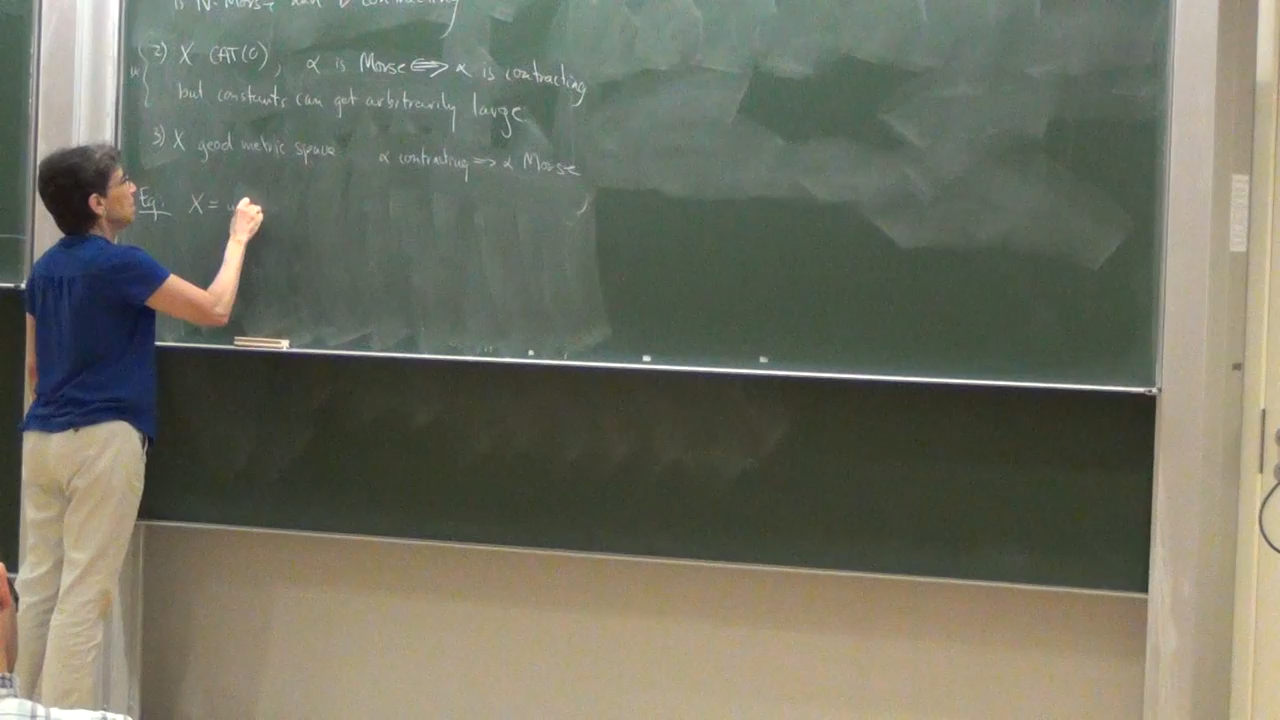 is N-Morse and contracting
2) X CAT(0), α is Morse ⟺ α is contracting
but constants can get arbitrarily large
3) X geod metric space α contracting ⟹ α Morse
Eg: X =